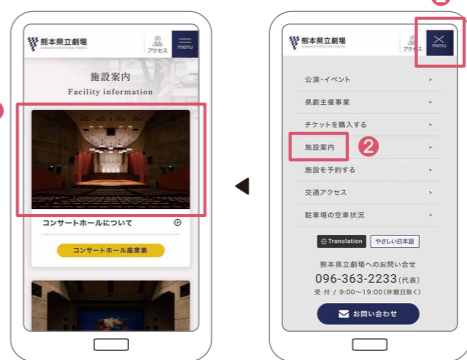 熊本県立劇場
アクセス
menu
施設案内
Facility information
コンサートホールについて
コンサートホール座席表
熊本県立劇場
アクセス
menu
公演・イベント
県劇主催事業
チケットを購入する
施設案内
2
施設を予約する
交通アクセス
駐車場の空車状況
Translation やさしい日本語
熊本県立劇場へのお問い合せ
096-363-2233(代表)
受 付 / 9:00〜19:00(休館日除く)
お問い合わせ